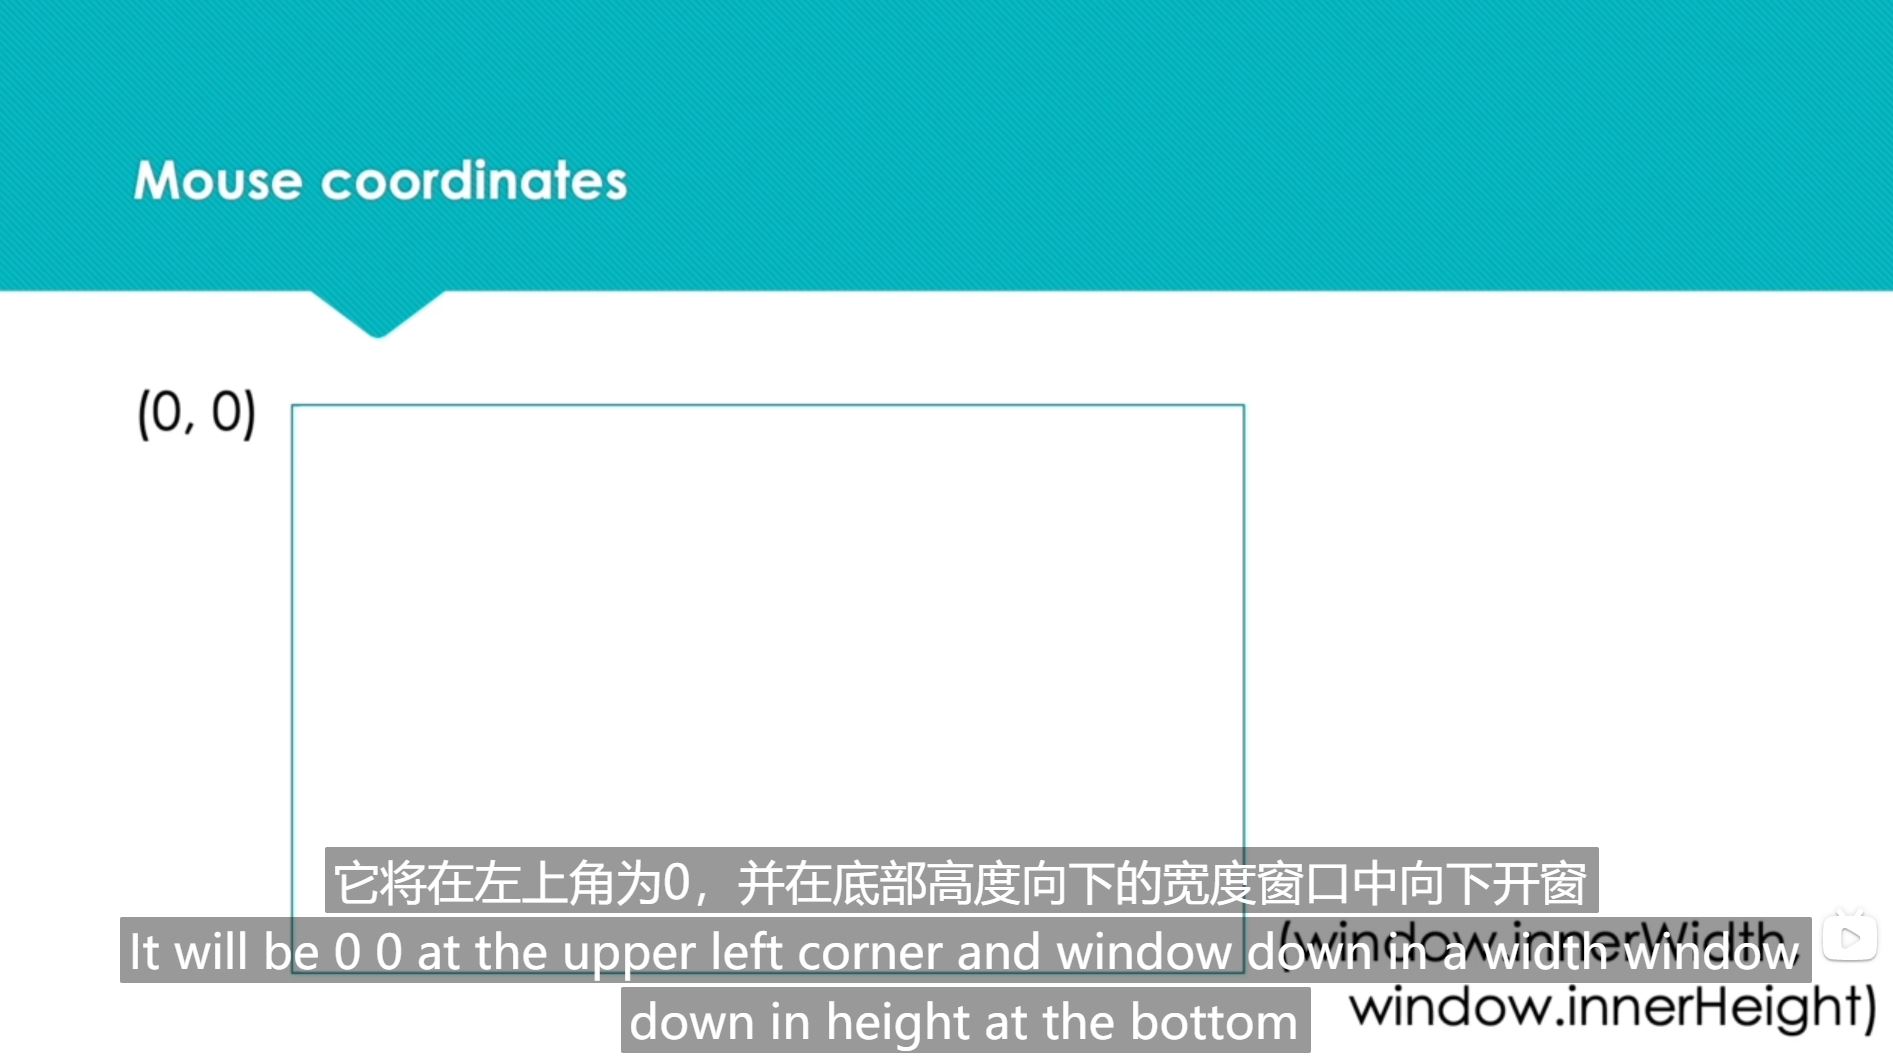 Mouse coordinates
(0, 0)
它将在左上角为0，并在底部高度向下的宽度窗口中向下开窗
(window.innerWidth,
It will be 0 0 at the upper left corner and window down in a width window
window.innerHeight)
down in height at the bottom